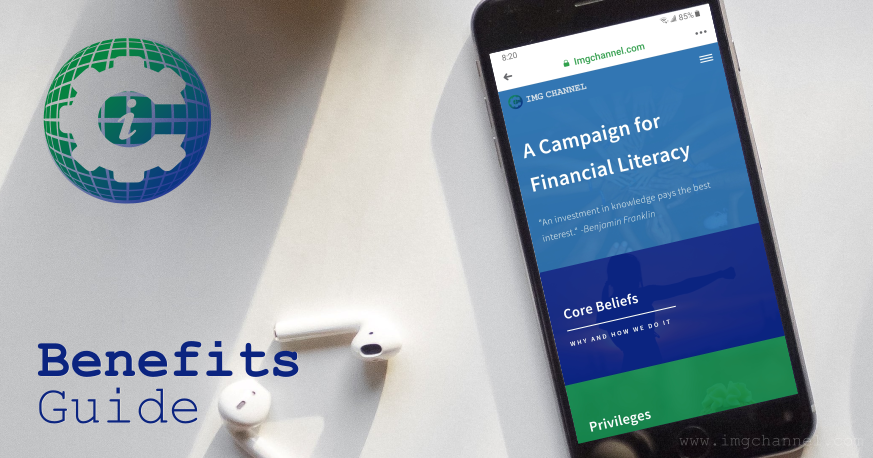 i
Benefits
Guide
8:20
85%
Imgchannel.com
IMG CHANNEL
A Campaign for
Financial Literacy
"An investment in knowledge pays the best
interest." -Benjamin Franklin
Core Beliefs
WHY AND HOW WE DO IT
Privileges
www.imgchannel.com